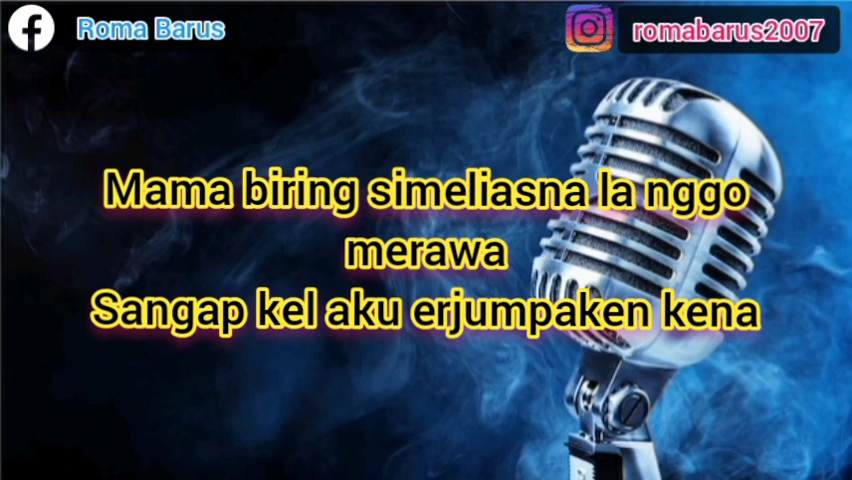 Roma Barus
romabarus2007
Mama biring simeliasna la nggo
merawa
Sangap kel aku erjumpaken kena